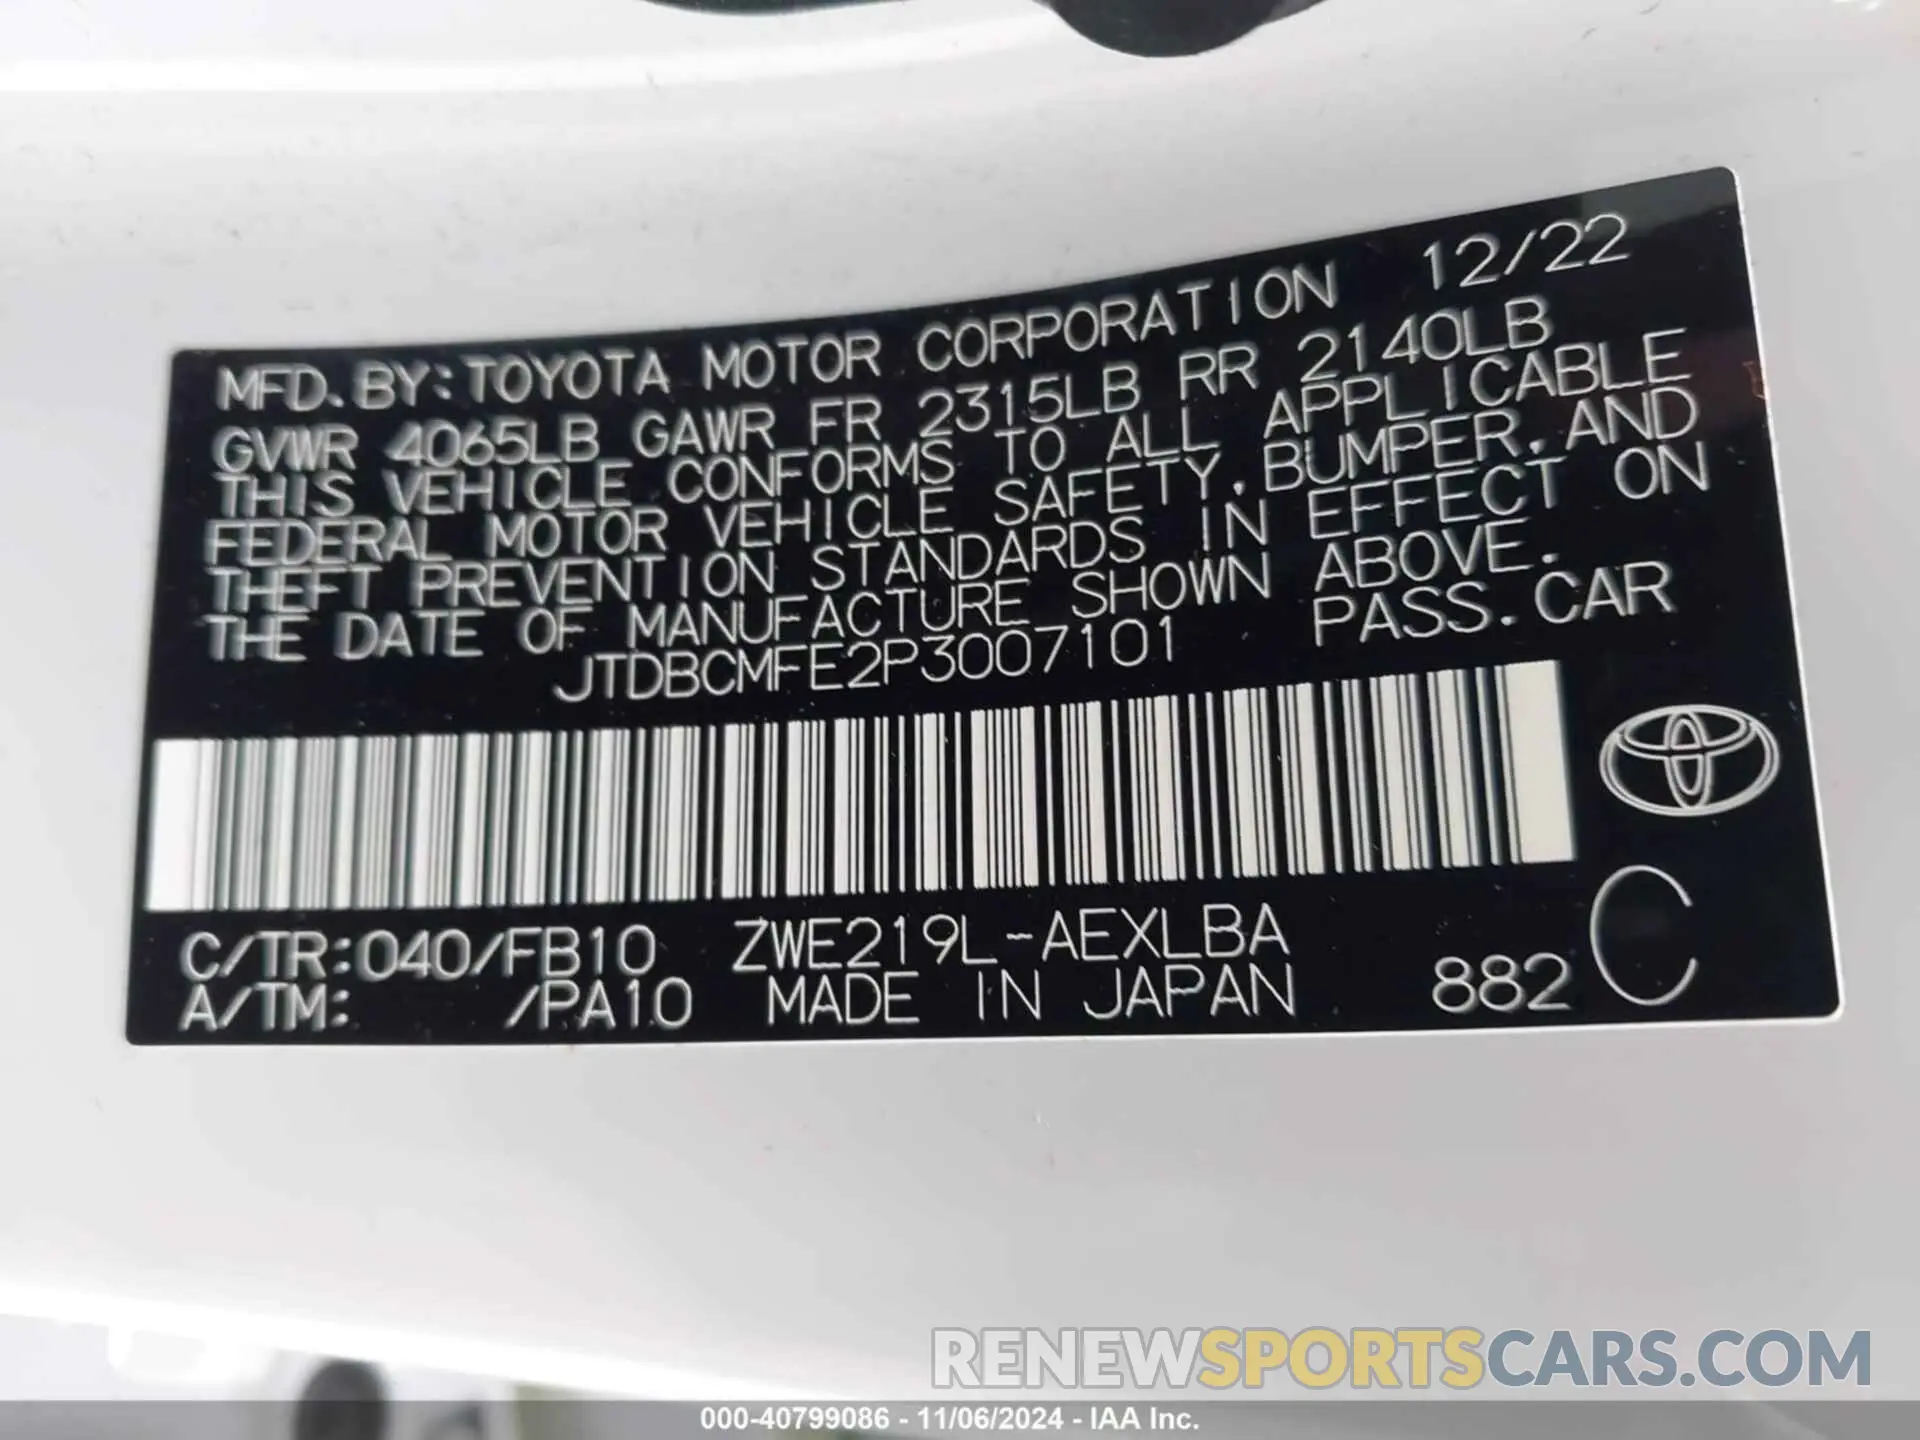 MFD. BY: TOYOTA MOTOR CORPORATION 12/22
GVWR 4065LB GAWR FR 2315LB RR 2140LB
THIS VEHICLE CONFORMS TO ALL APPLICABLE
FEDERAL MOTOR VEHICLE SAFETY, BUMPER, AND
THEFT PREVENTION STANDARDS IN EFFECT ON
THE DATE OF MANUFACTURE SHOWN ABOVE.
JTDBCMFE2P3007101 PASS. CAR
C/TR: 040/FB10 ZWE219L-AEXLBA
A/TM: /PA10 MADE IN JAPAN 882 C
RENEWSPORTSCARS.COM
000-40799086 - 11/06/2024 - IAA Inc.